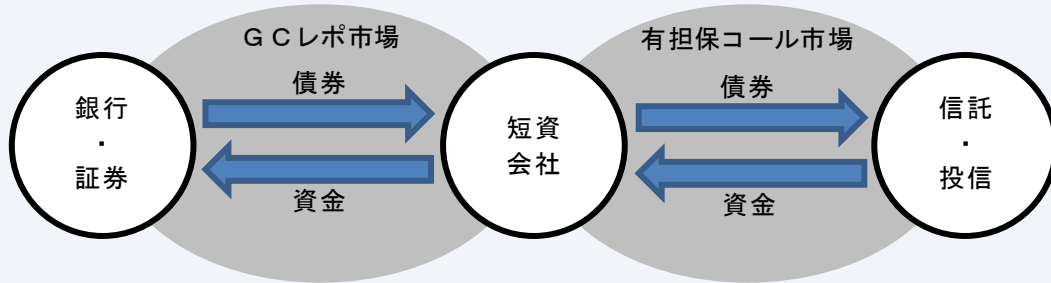 ＧＣレポ市場
有担保コール市場
銀行
・
証券
債券
資金
短資
会社
債券
資金
信託
・
投信